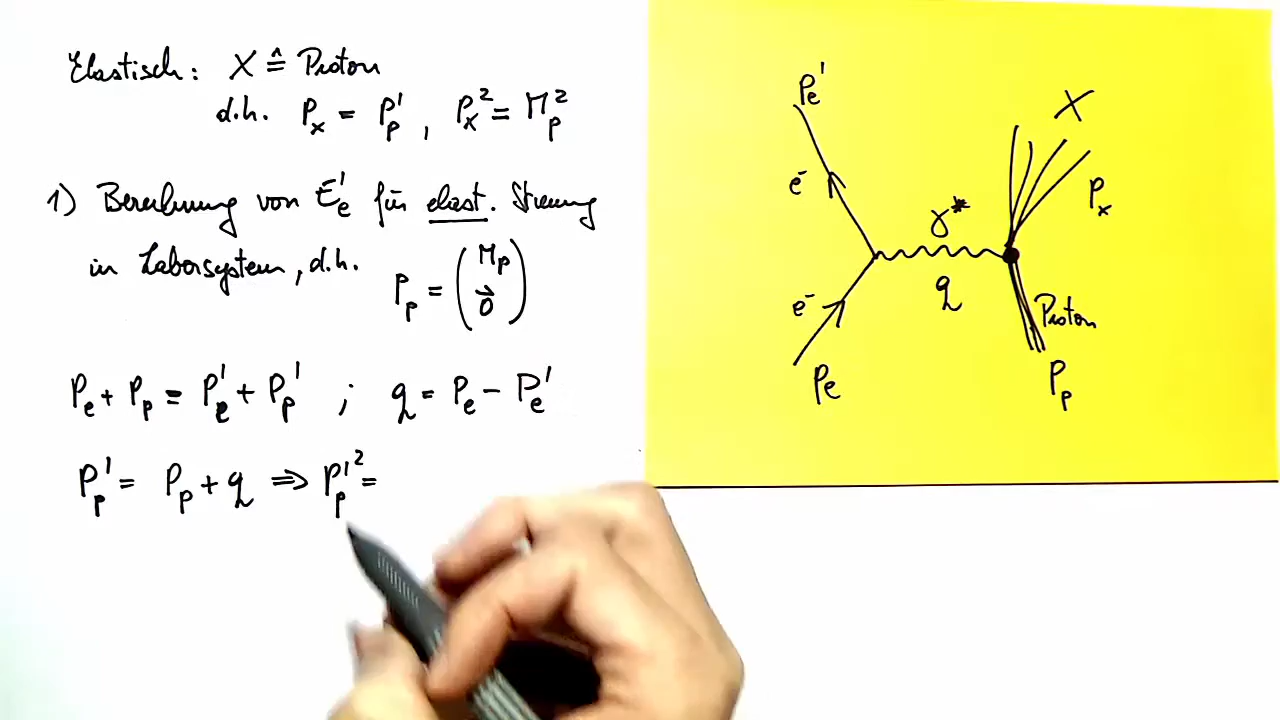 Elastisch: X ≙ Proton
d.h. Pₓ = Pₚ' , Pₓ² = Mₚ²
1) Berechnung von Eₑ' für elast. Streuung
in Laborsystem, d.h. Pₚ = (Mₚ
0⃗)
Pₑ + Pₚ = Pₑ' + Pₚ' ; q = Pₑ − Pₑ'
Pₚ' = Pₚ + q ⇒ Pₚ'² =
Pₑ'
X
e⁻
Pₓ
γ*
q
e⁻
Proton
Pₑ
Pₚ